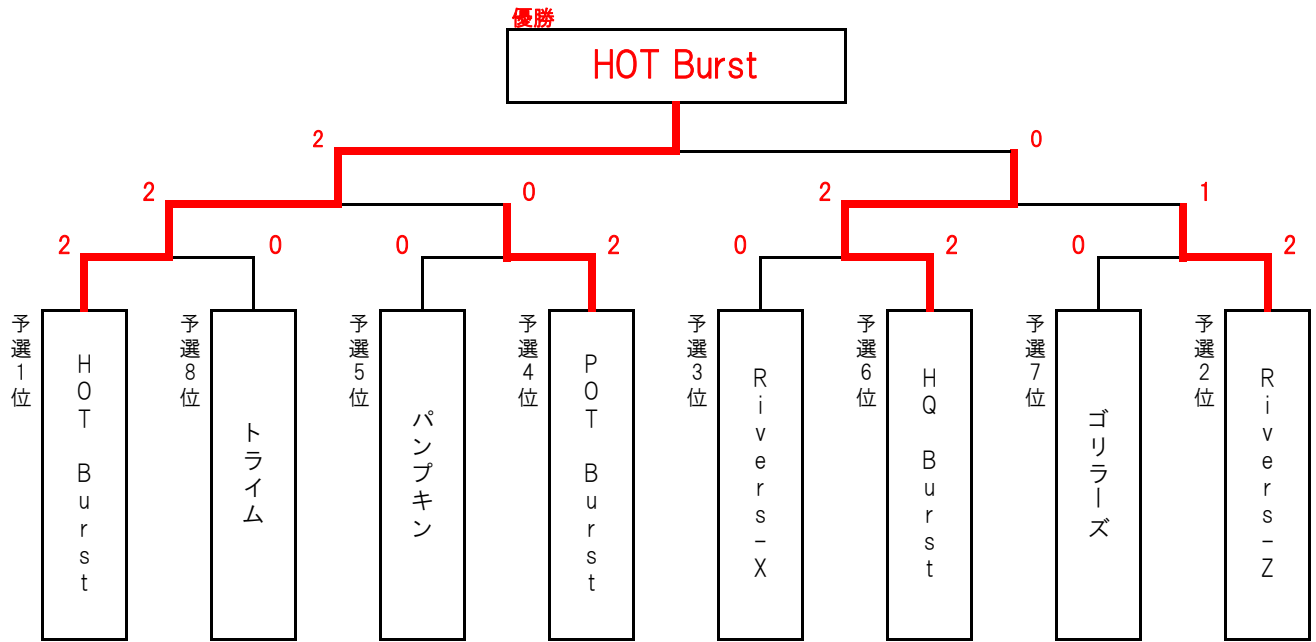 優勝
HOT Burst
2
0
2
0
2
1
2
0
0
2
0
2
0
2
予選1位
HOT Burst
予選8位
トライム
予選5位
パンプキン
予選4位
POT Burst
予選3位
Rivers-X
予選6位
HQ Burst
予選7位
ゴリラーズ
予選2位
Rivers-Z